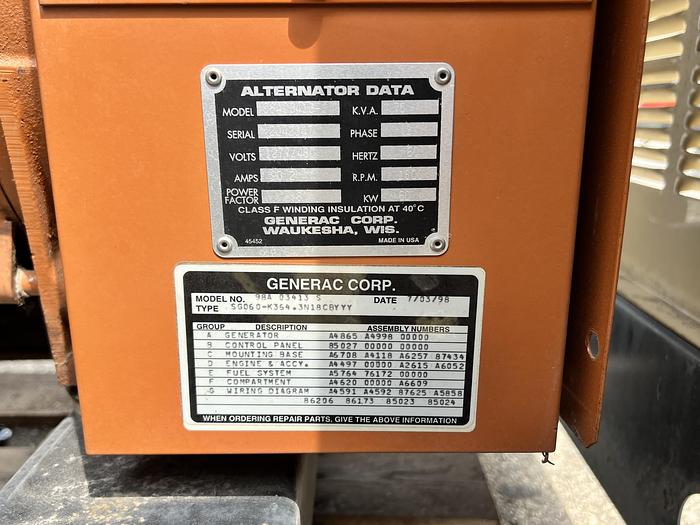 ALTERNATOR DATA
MODEL K.V.A.
SERIAL PHASE
VOLTS HERTZ
AMPS R.P.M.
POWER FACTOR KW
CLASS F WINDING INSULATION AT 40°C
GENERAC CORP.
WAUKESHA, WIS.
45452 MADE IN USA
GENERAC CORP.
MODEL NO. 98A 03413 S DATE 7/03/98
TYPE SG060-K364.3N18CBYYY
GROUP DESCRIPTION ASSEMBLY NUMBERS
A GENERATOR A4865 A4998 00000
B CONTROL PANEL 85027 00000 00000
C MOUNTING BASE A6708 A4118 A6257 87434
D ENGINE & ACCY. A4497 00000 A2615 A6052
E FUEL SYSTEM A5764 76172 00000
F COMPARTMENT A4620 00000 A6609
G WIRING DIAGRAM A4591 A4592 87625 A5858
86206 86173 85023 85024
WHEN ORDERING REPAIR PARTS, GIVE THE ABOVE INFORMATION